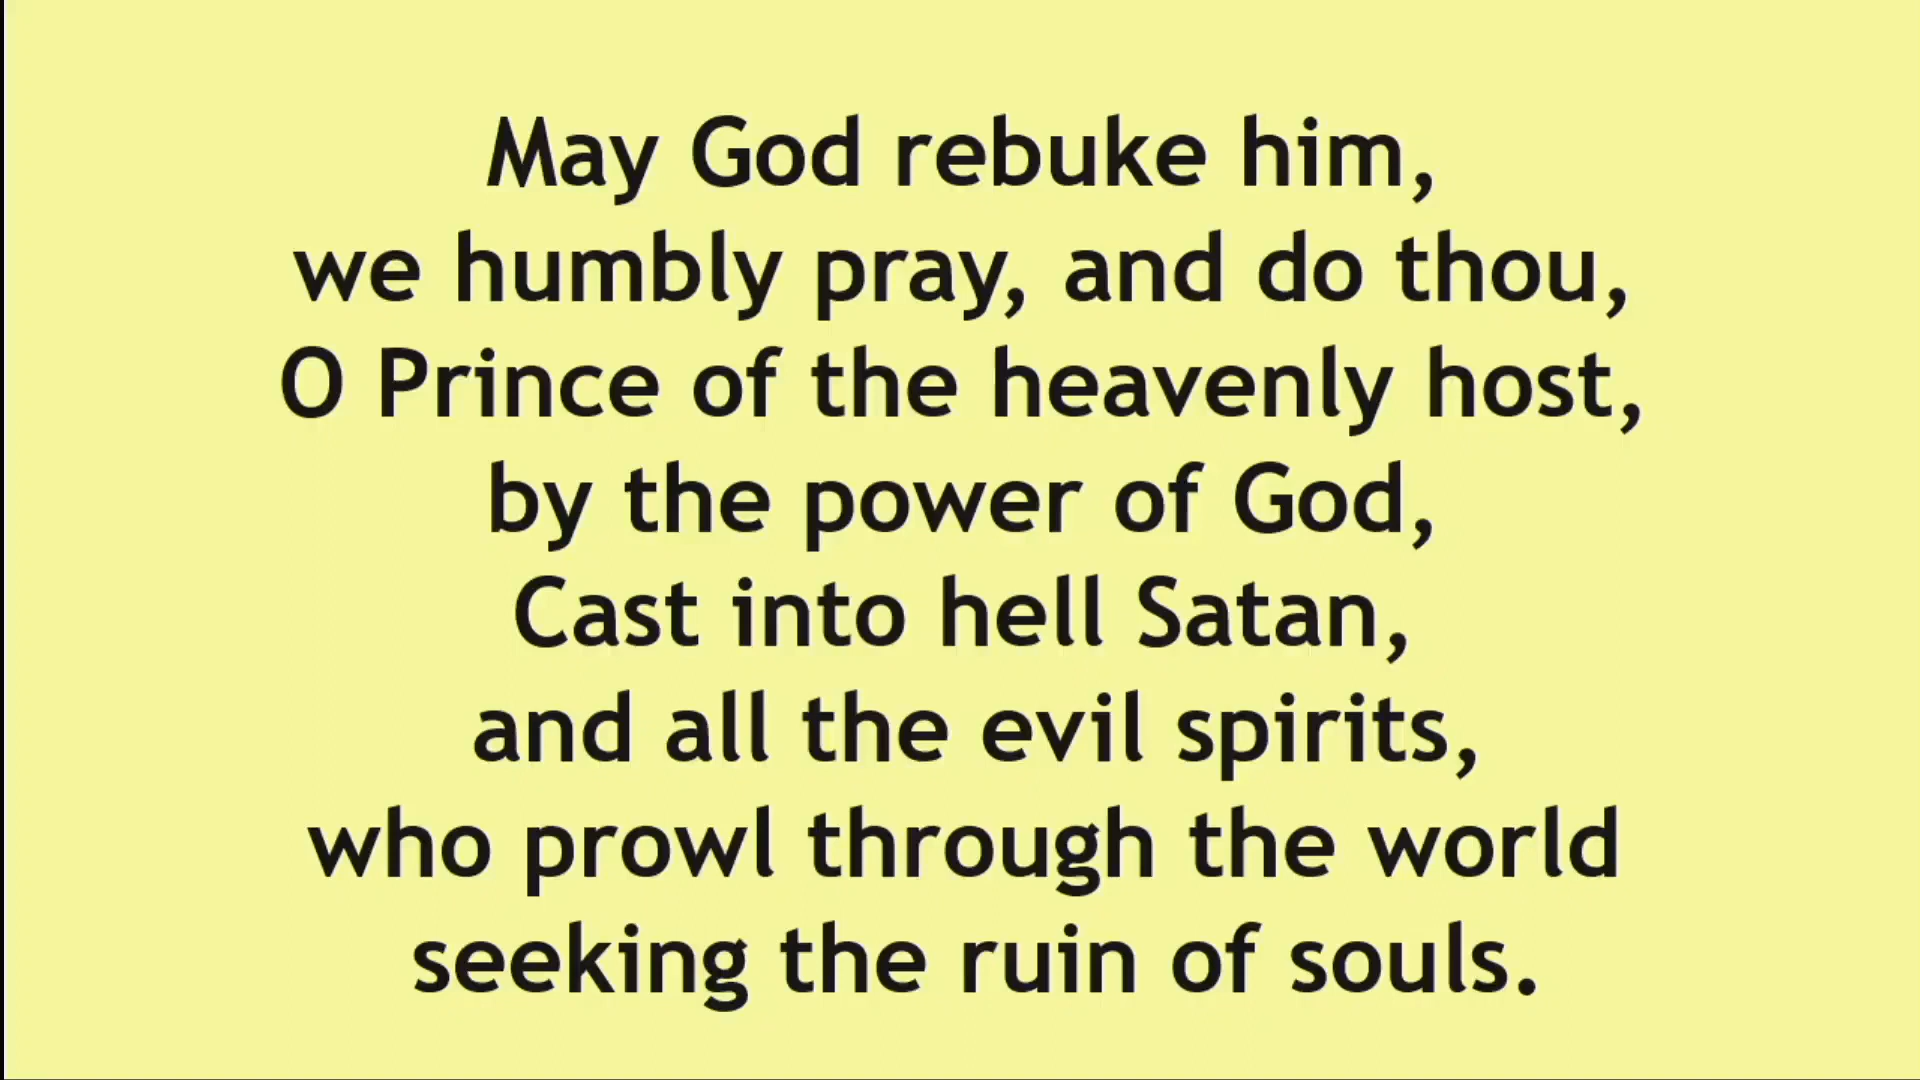 May God rebuke him,
we humbly pray, and do thou,
O Prince of the heavenly host,
by the power of God,
Cast into hell Satan,
and all the evil spirits,
who prowl through the world
seeking the ruin of souls.